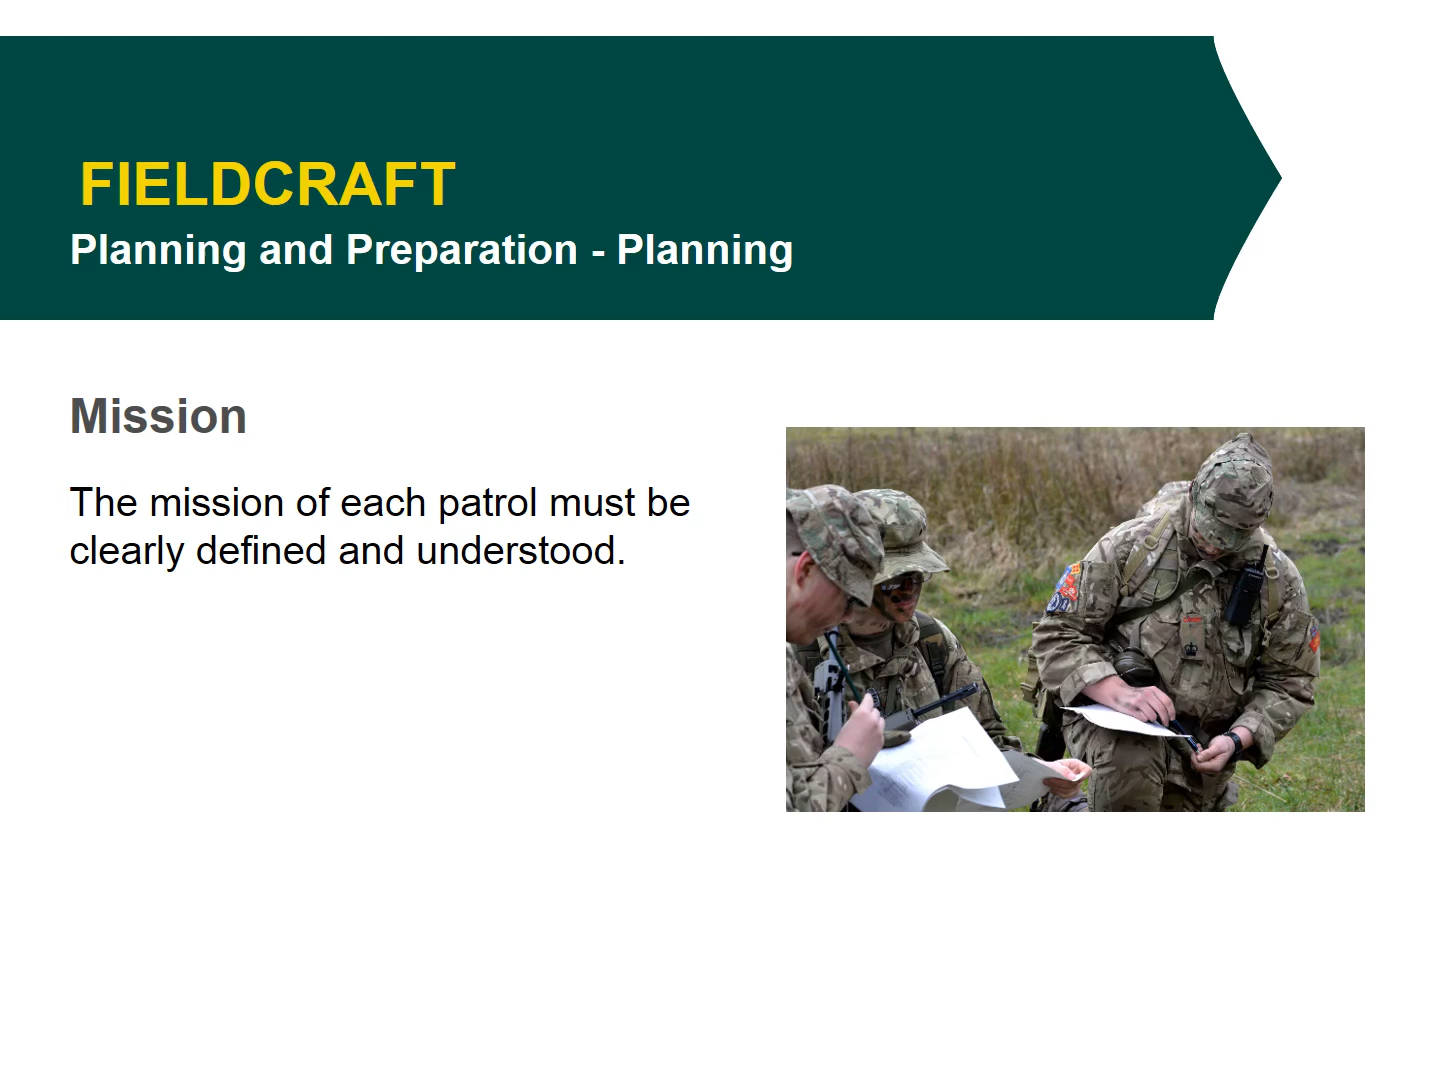 FIELDCRAFT
Planning and Preparation - Planning
Mission
The mission of each patrol must be
clearly defined and understood.